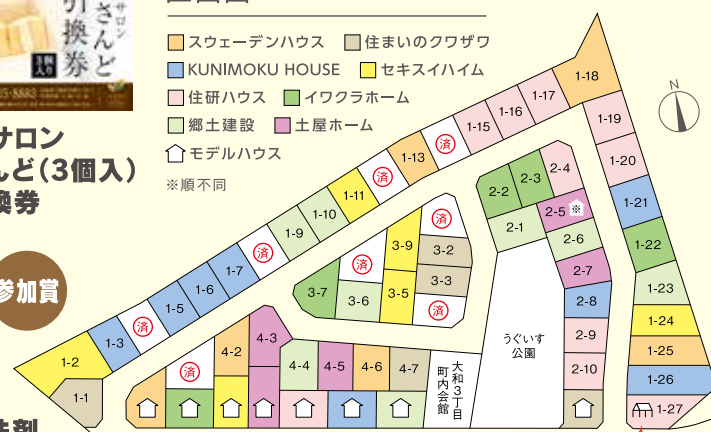 サロン
さんど
引換券
3個入
サロン
んど(3個入)
換券
参加賞
スウェーデンハウス
住まいのクワザワ
KUNIMOKU HOUSE
セキスイハイム
住研ハウス
イワクラホーム
郷土建設
土屋ホーム
モデルハウス
※順不同
N
1-18
1-17
1-16
1-15
済
1-13
済
1-11
1-10
1-9
済
1-7
1-6
1-5
済
1-3
1-2
1-1
1-19
1-20
1-21
1-22
1-23
1-24
1-25
1-26
1-27
2-4
2-3
2-2
2-5
※
2-1
2-6
2-7
2-8
2-9
2-10
うぐいす
公園
済
3-9
3-2
済
3-3
3-7
3-6
3-5
済
4-3
4-2
済
4-4
4-5
4-6
4-7
大和3丁目
町内会館